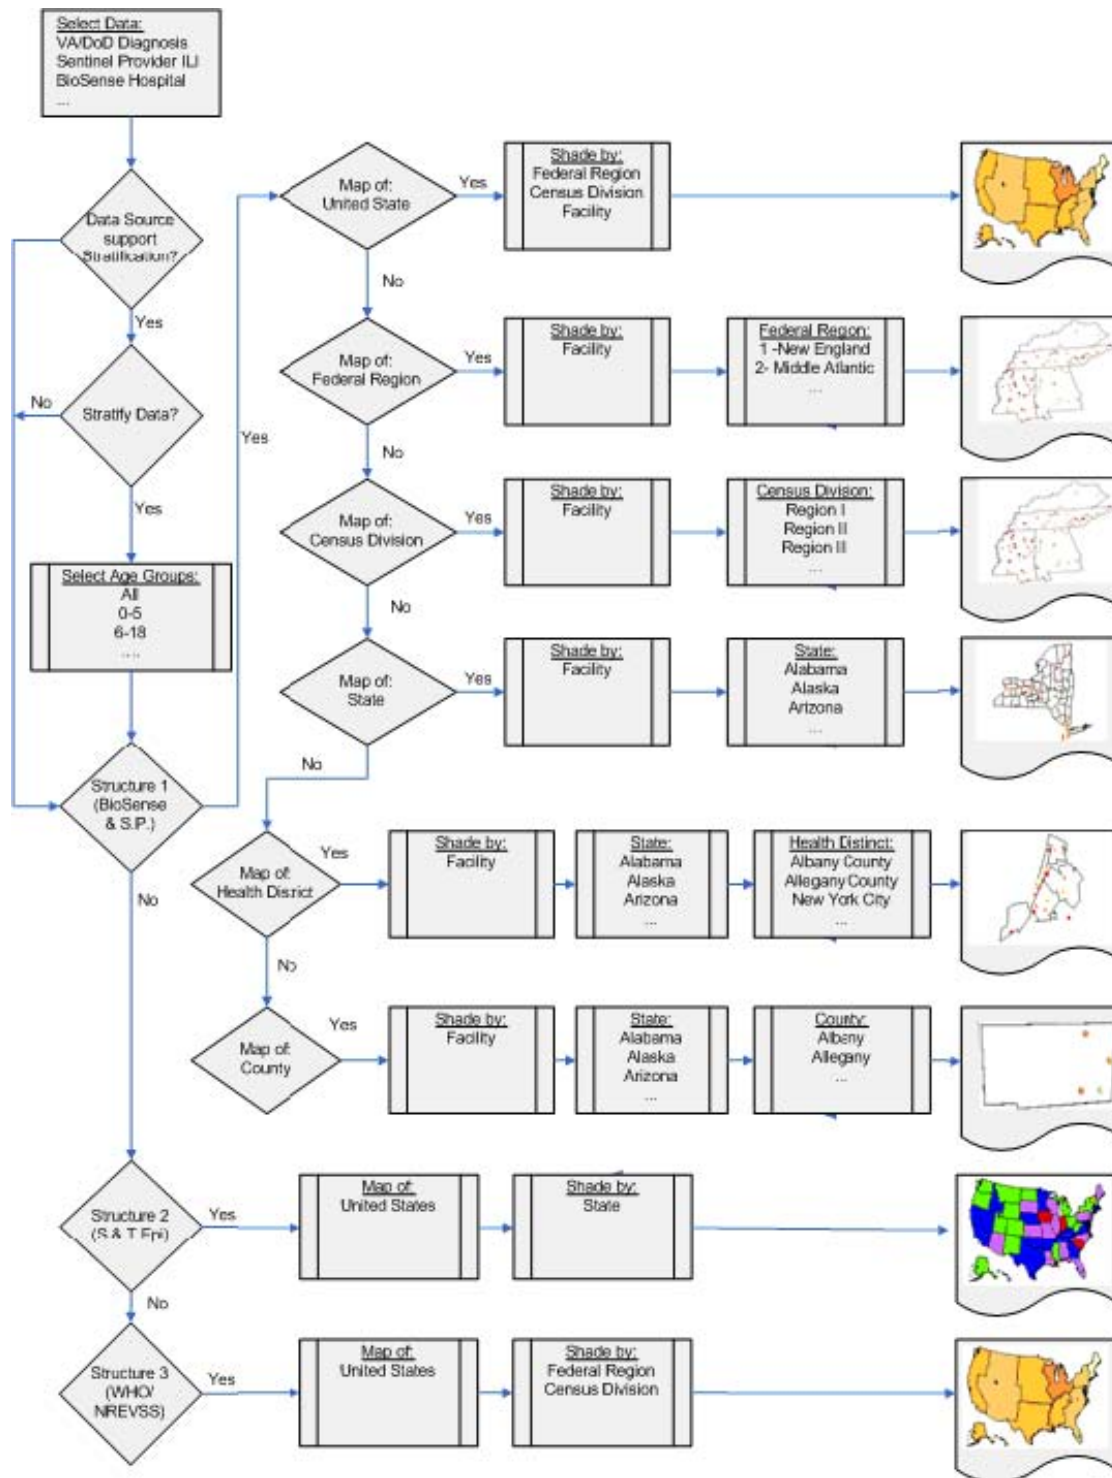 Select Data:
VA/DoD Diagnosis
Sentinel Provider ILI
BioSense Hospital
...
Data Source
support
Stratification?
Yes
Stratify Data?
No
Yes
Select Age Groups:
All
0-5
6-18
....
Structure 1
(BioSense
& S.P.)
Yes
No
Map of:
United State
Yes
Shade by:
Federal Region
Census Division
Facility
No
Map of:
Federal Region
Yes
Shade by:
Facility
Federal Region:
1 -New England
2- Middle Atlantic
...
No
Map of:
Census Division
Yes
Shade by:
Facility
Census Division:
Region I
Region II
Region III
...
No
Map of:
State
Yes
Shade by:
Facility
State:
Alabama
Alaska
Arizona
...
No
Map of:
Health District
Yes
Shade by:
Facility
State:
Alabama
Alaska
Arizona
...
Health Distinct:
Albany County
Allegany County
New York City
...
No
Map of:
County
Yes
Shade by:
Facility
State:
Alabama
Alaska
Arizona
...
County:
Albany
Allegany
...
Structure 2
(S & T Epi)
Yes
Map of:
United States
Shade by:
State
No
Structure 3
(WHO/
NREVSS)
Yes
Map of:
United States
Shade by:
Federal Region
Census Division